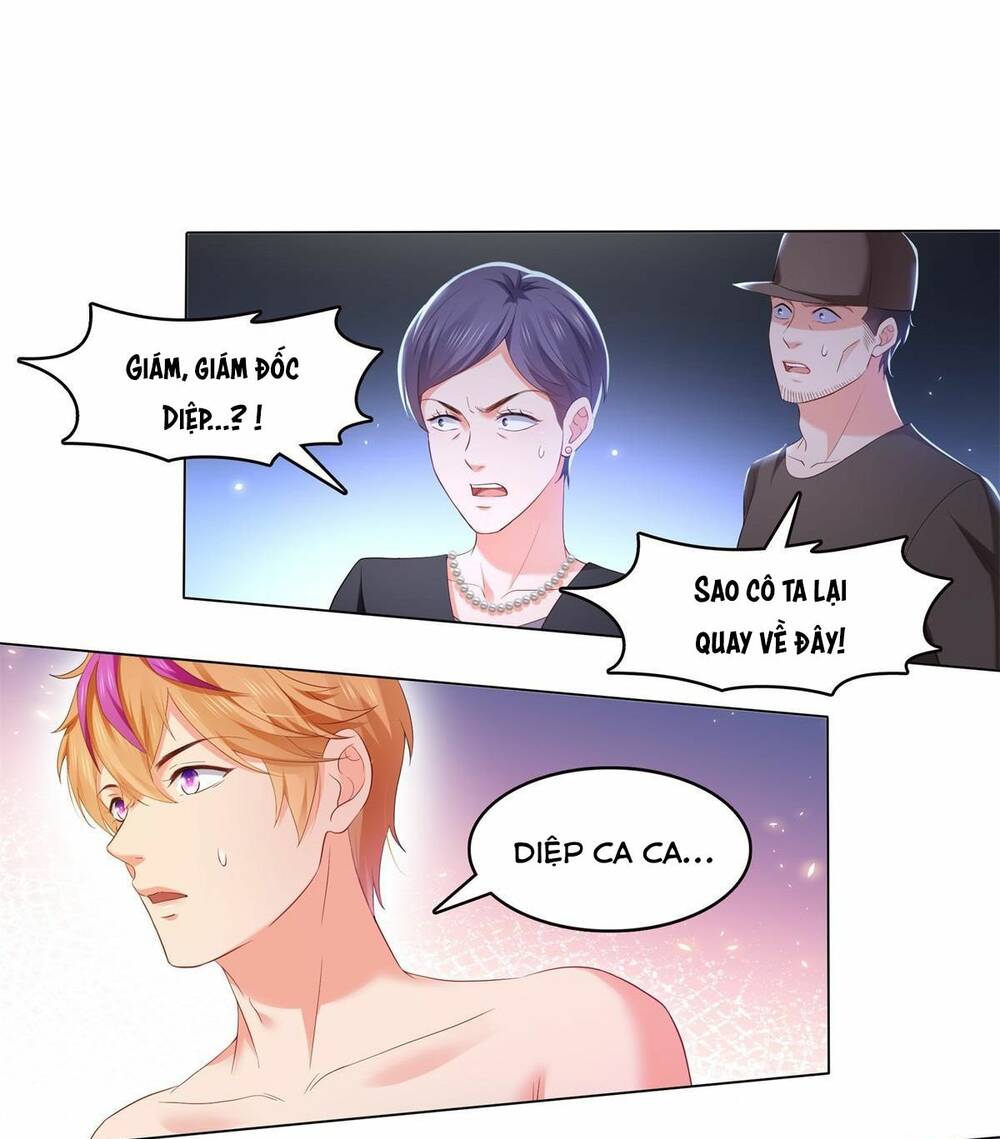 GIÁM, GIÁM ĐỐC
DIỆP...?!
SAO CÔ TA LẠI
QUAY VỀ ĐÂY!
DIỆP CA CA...